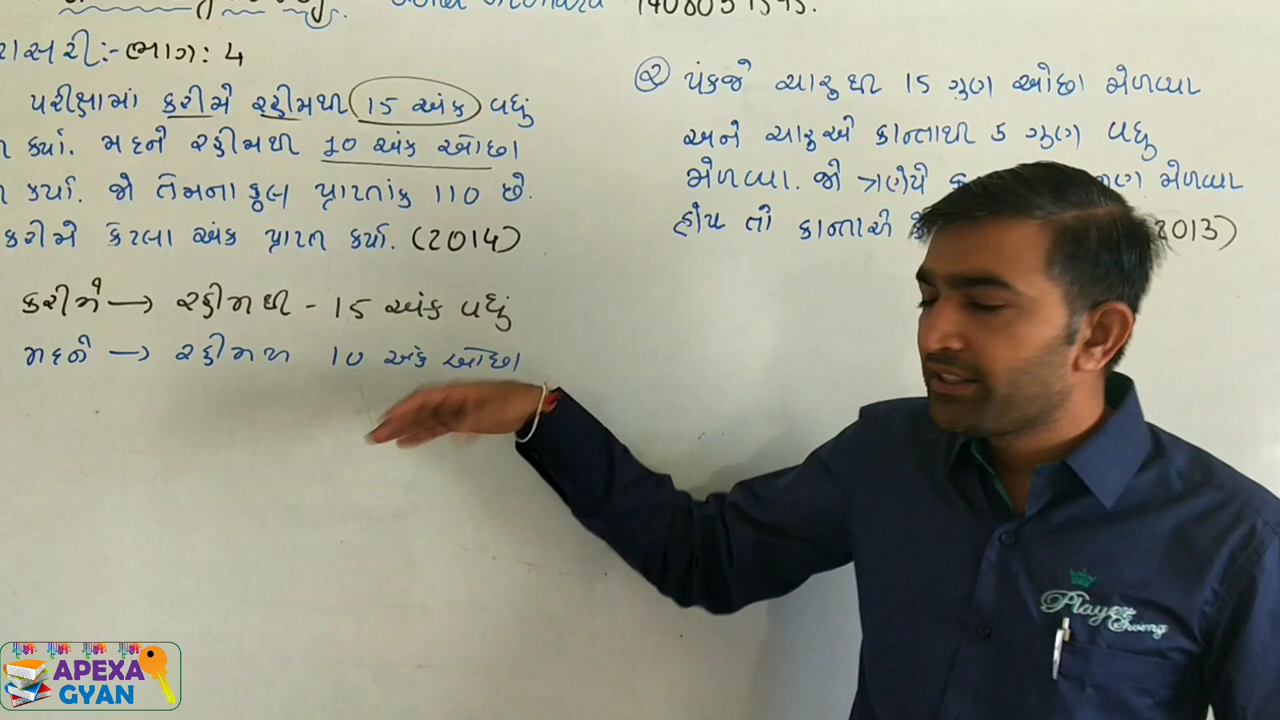 1408051595.
રાસરી:- ભાગ: 4
પરીક્ષામાં કરીમે રહીમથી 15 અંક વધું
કર્યા. મદને રહીમથી 10 અંક ઓછા
કર્યા. જો તેમના કુલ પ્રાપ્તાંક 110 છે.
કરીમે કેટલા અંક પ્રાપ્ત કર્યા. (2014)
કરીમે → રહીમથી - 15 અંક વધું
મદને → રહીમથ 10 અંક ઓછા
② પંકજે ચારુથી 15 ગુણ ઓછા મેળવ્યા
અને ચારુએ કાન્તાથી 5 ગુણ વધુ
મેળવ્યા. જો ત્રણેયે મેળવ્યા
હોય તો કાન્તાએ 2013)
Player
APEXA
GYAN